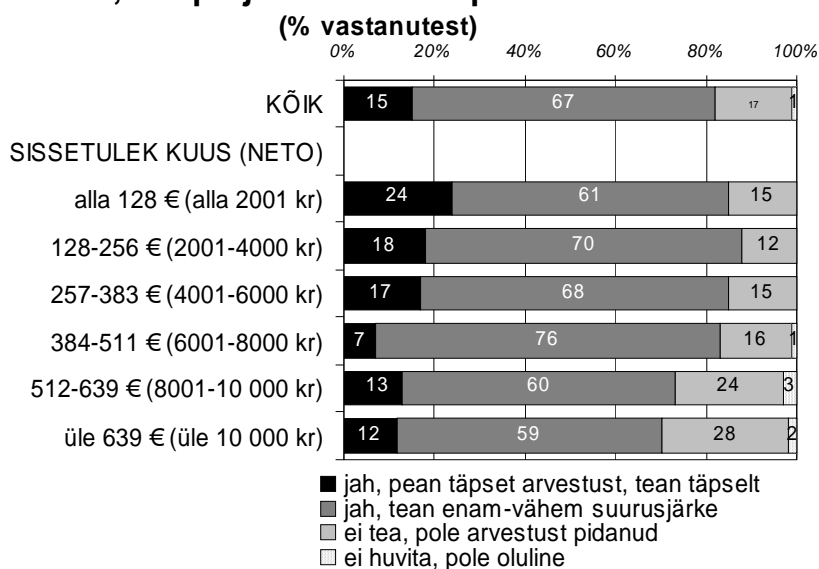 (% vastanutest)
0% 20% 40% 60% 80% 100%
KÕIK 15 67 17 1
SISSETULEK KUUS (NETO)
alla 128 € (alla 2001 kr) 24 61 15
128-256 € (2001-4000 kr) 18 70 12
257-383 € (4001-6000 kr) 17 68 15
384-511 € (6001-8000 kr) 7 76 16 1
512-639 € (8001-10 000 kr) 13 60 24 3
üle 639 € (üle 10 000 kr) 12 59 28 2
jah, pean täpset arvestust, tean täpselt
jah, tean enam-vähem suurusjärke
ei tea, pole arvestust pidanud
ei huvita, pole oluline